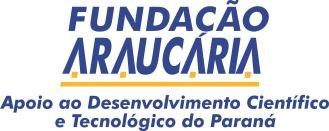 FUNDAÇÃO
ARAUCÁRIA
Apoio ao Desenvolvimento Científico
e Tecnológico do Paraná